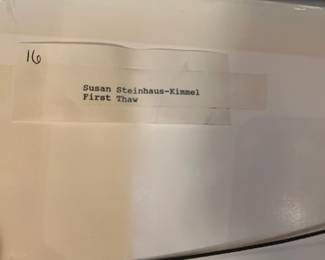 16
Susan Steinhaus-Kimmel
First Thaw